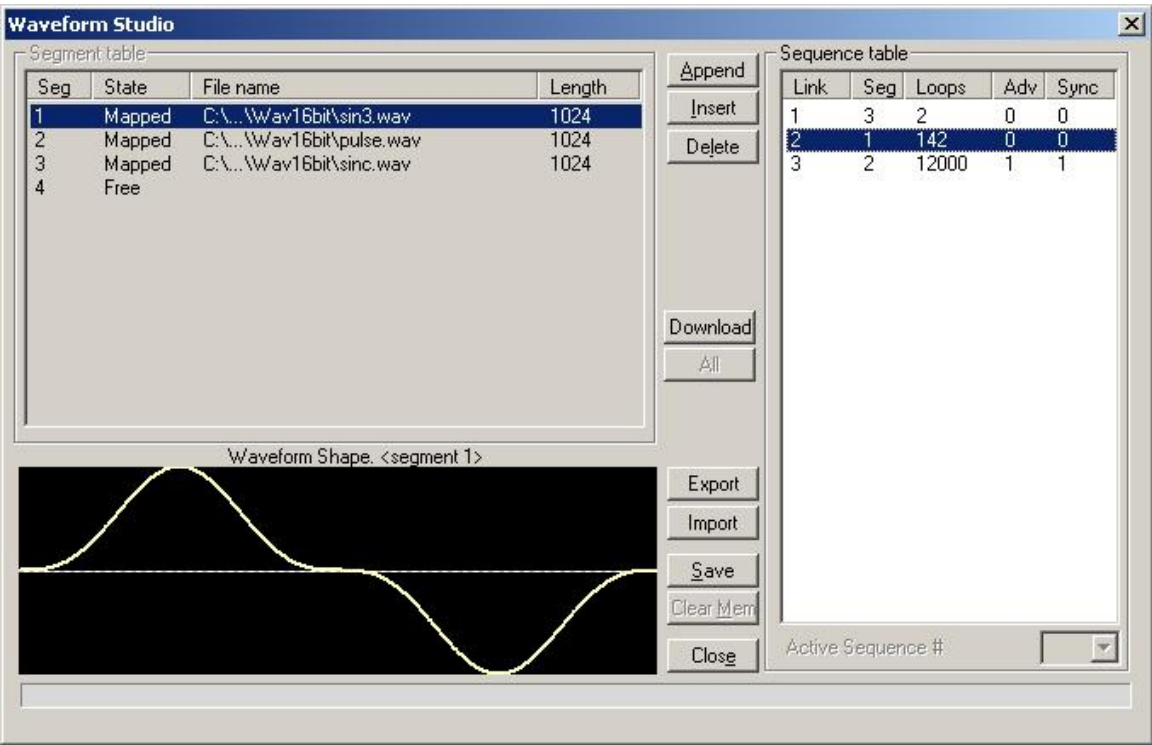 Waveform Studio
Segment table
Seg State File name Length
1 Mapped C:\...\Wav16bit\sin3.wav 1024
2 Mapped C:\...\Wav16bit\pulse.wav 1024
3 Mapped C:\...\Wav16bit\sinc.wav 1024
4 Free
Waveform Shape. <segment 1>
Append
Insert
Delete
Download
All
Export
Import
Save
Clear Mem
Close
Sequence table
Link Seg Loops Adv Sync
1 3 2 0 0
2 1 142 0 0
3 2 12000 1 1
Active Sequence #